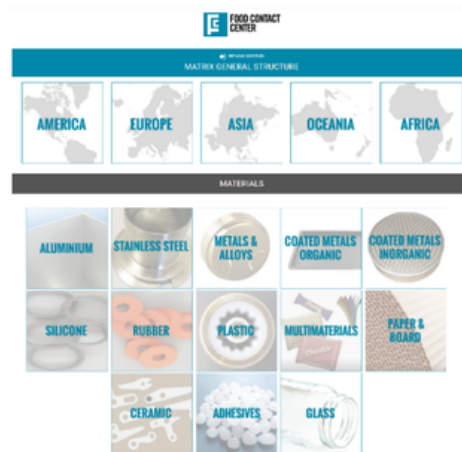 FOOD CONTACT
CENTER
MATRIX GENERAL STRUCTURE
AMERICA
EUROPE
ASIA
OCEANIA
AFRICA
MATERIALS
ALUMINIUM
STAINLESS STEEL
METALS &
ALLOYS
COATED METALS
ORGANIC
COATED METALS
INORGANIC
SILICONE
RUBBER
PLASTIC
MULTIMATERIALS
PAPER &
BOARD
CERAMIC
ADHESIVES
GLASS